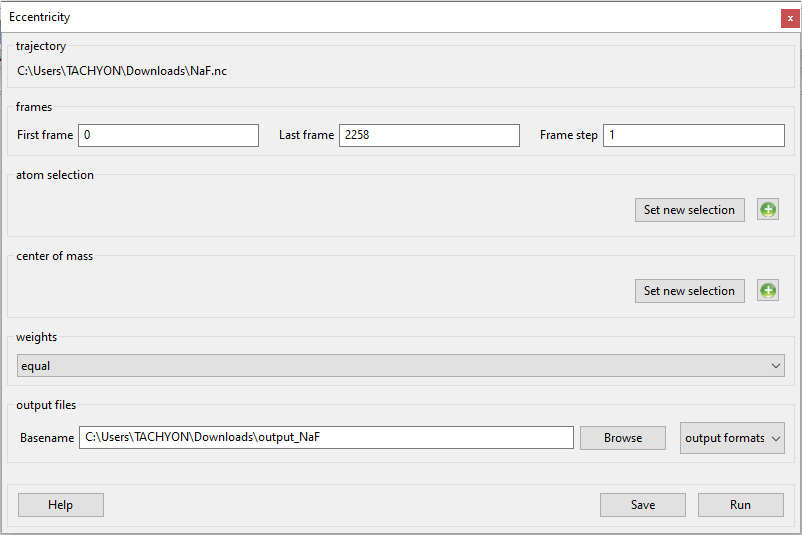 Eccentricity
x
trajectory
C:\Users\TACHYON\Downloads\NaF.nc
frames
First frame 0 Last frame 2258 Frame step 1
atom selection
Set new selection
center of mass
Set new selection
weights
equal
output files
Basename C:\Users\TACHYON\Downloads\output_NaF Browse output formats
Help Save Run